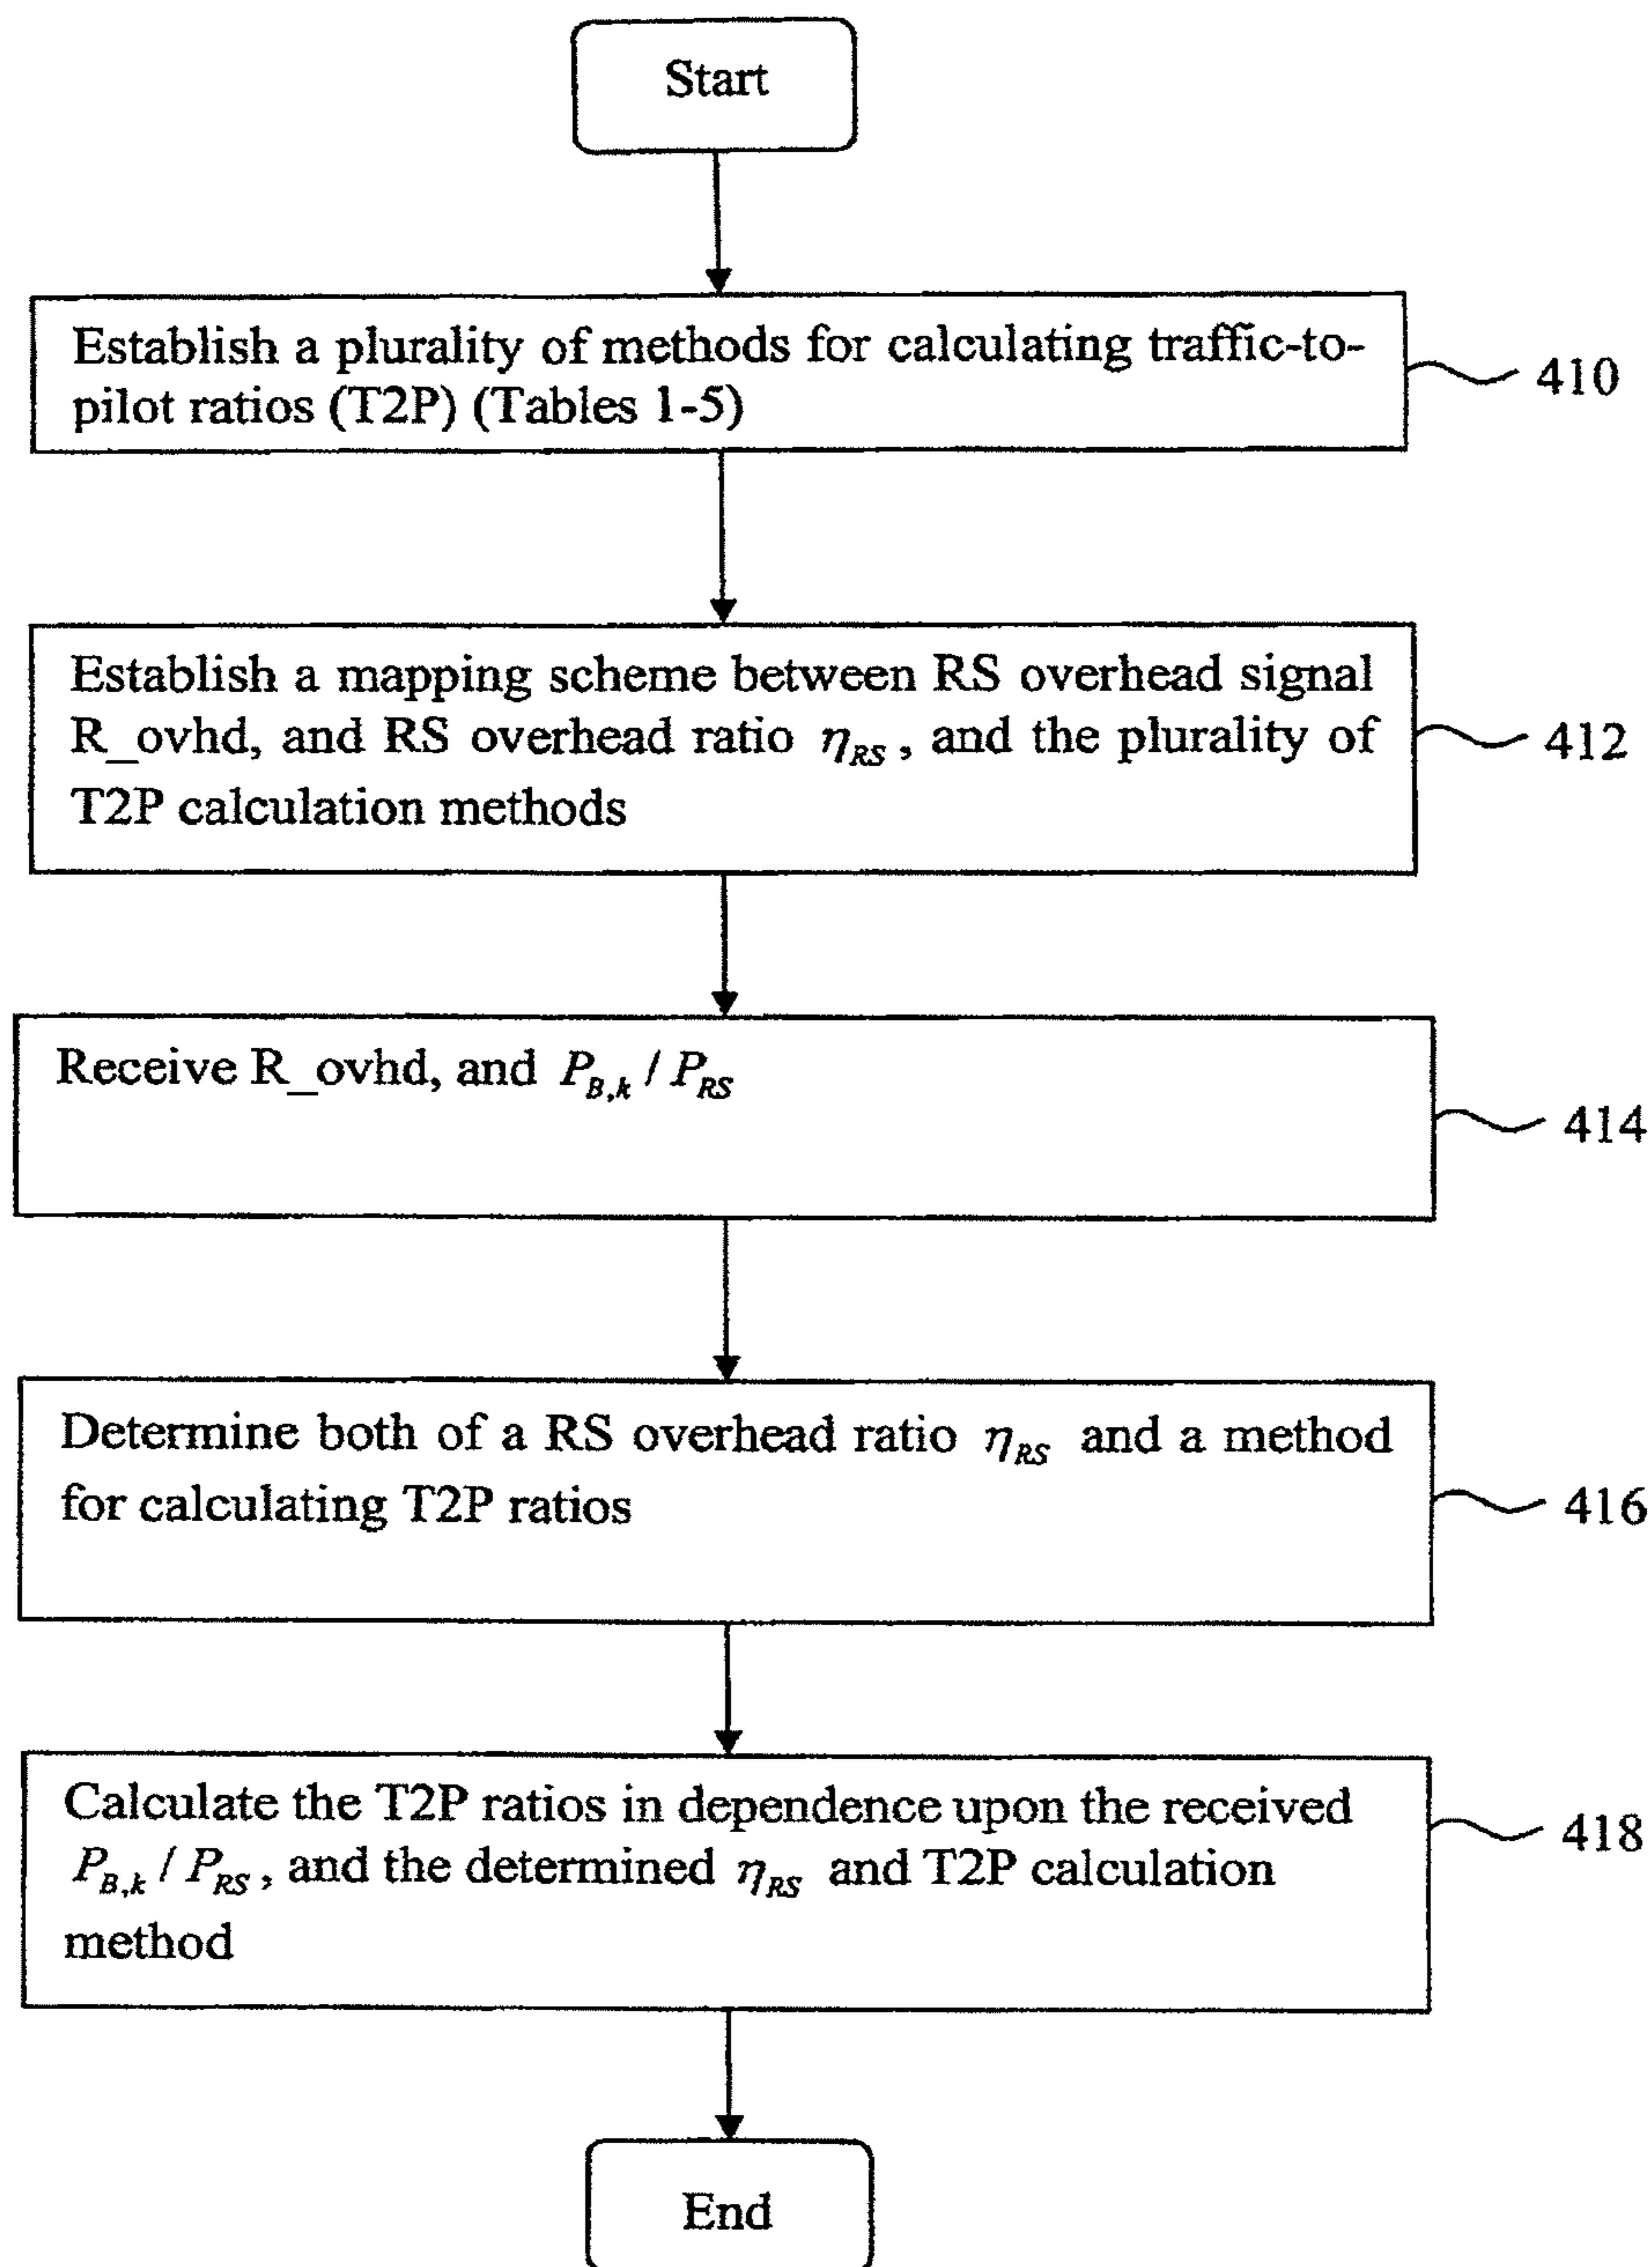 Start
Establish a plurality of methods for calculating traffic-to-
pilot ratios (T2P) (Tables 1-5)
410
Establish a mapping scheme between RS overhead signal
R_ovhd, and RS overhead ratio η_RS, and the plurality of
T2P calculation methods
412
Receive R_ovhd, and P_B,k / P_RS
414
Determine both of a RS overhead ratio η_RS and a method
for calculating T2P ratios
416
Calculate the T2P ratios in dependence upon the received
P_B,k / P_RS, and the determined η_RS and T2P calculation
method
418
End